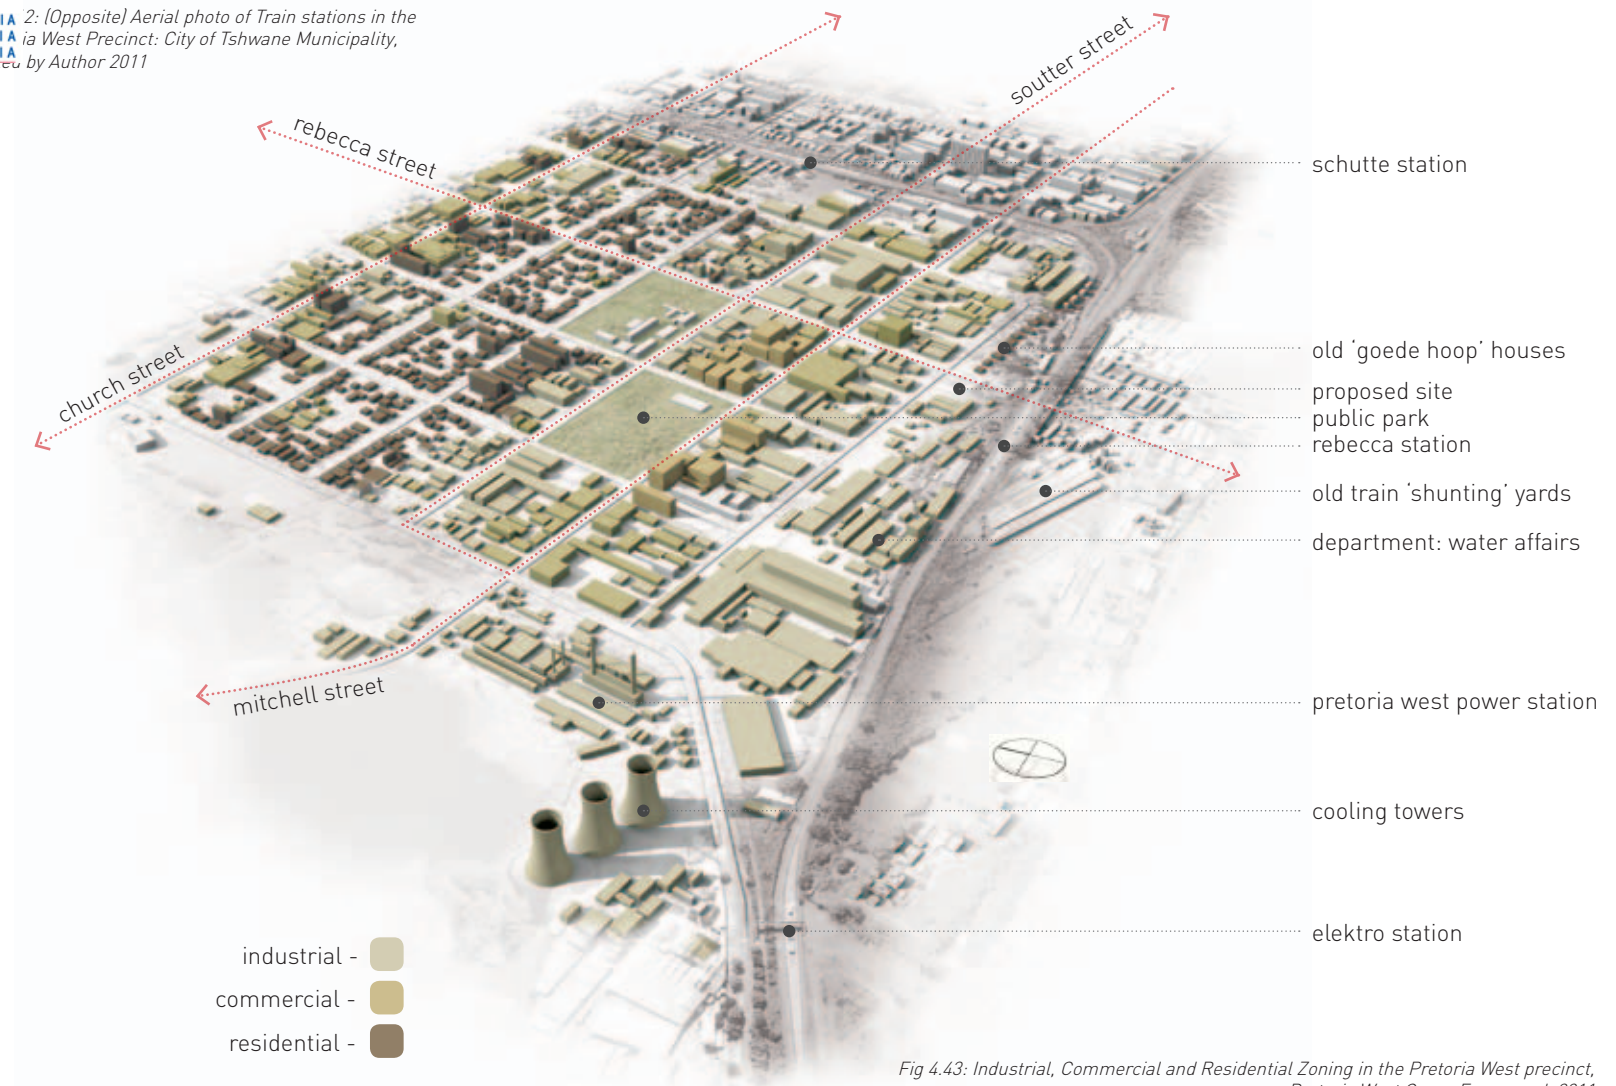 2: (Opposite) Aerial photo of Train stations in the
ia West Precinct: City of Tshwane Municipality,
by Author 2011
IA
IA
IA
soutter street
rebecca street
church street
mitchell street
schutte station
old ‘goede hoop’ houses
proposed site
public park
rebecca station
old train ‘shunting’ yards
department: water affairs
pretoria west power station
cooling towers
elektro station
industrial -
commercial -
residential -
Fig 4.43: Industrial, Commercial and Residential Zoning in the Pretoria West precinct,